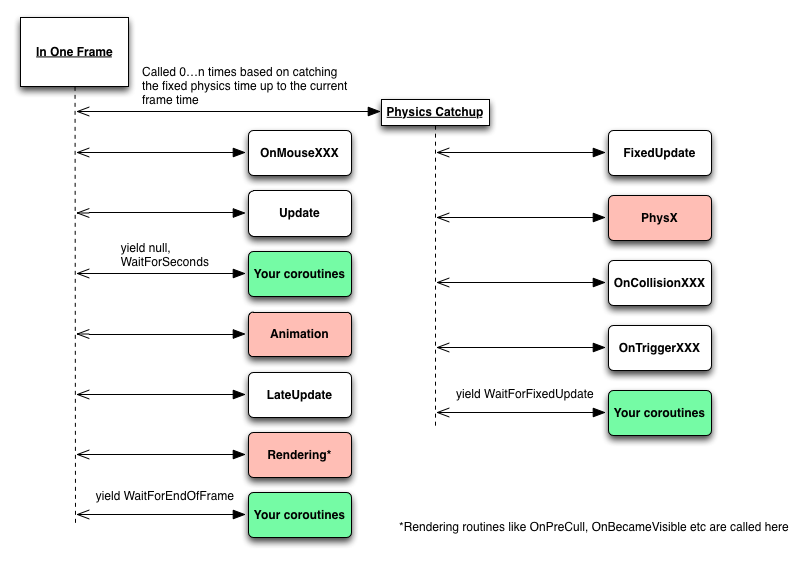 In One Frame
Called 0...n times based on catching
the fixed physics time up to the current
frame time
Physics Catchup
OnMouseXXX
FixedUpdate
Update
PhysX
yield null,
WaitForSeconds
Your coroutines
OnCollisionXXX
Animation
OnTriggerXXX
LateUpdate
yield WaitForFixedUpdate
Your coroutines
Rendering*
yield WaitForEndOfFrame
Your coroutines
*Rendering routines like OnPreCull, OnBecameVisible etc are called here